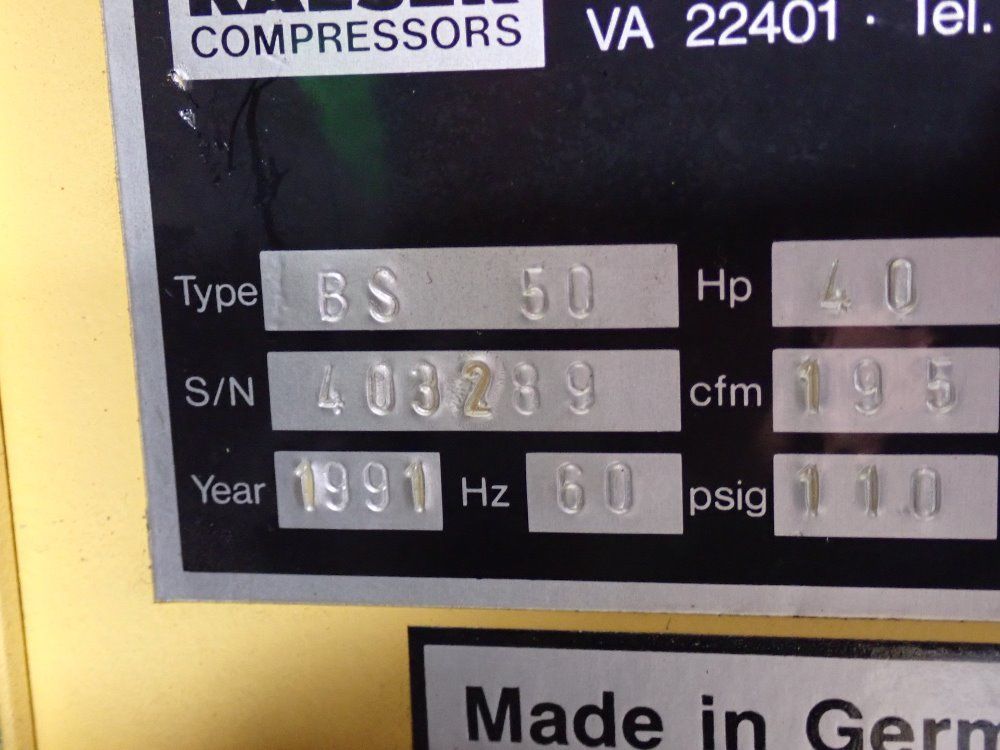 KAESER
COMPRESSORS
VA 22401 · Tel.
Type BS 50 Hp 40
S/N 403289 cfm 195
Year 1991 Hz 60 psig 110
Made in Germ